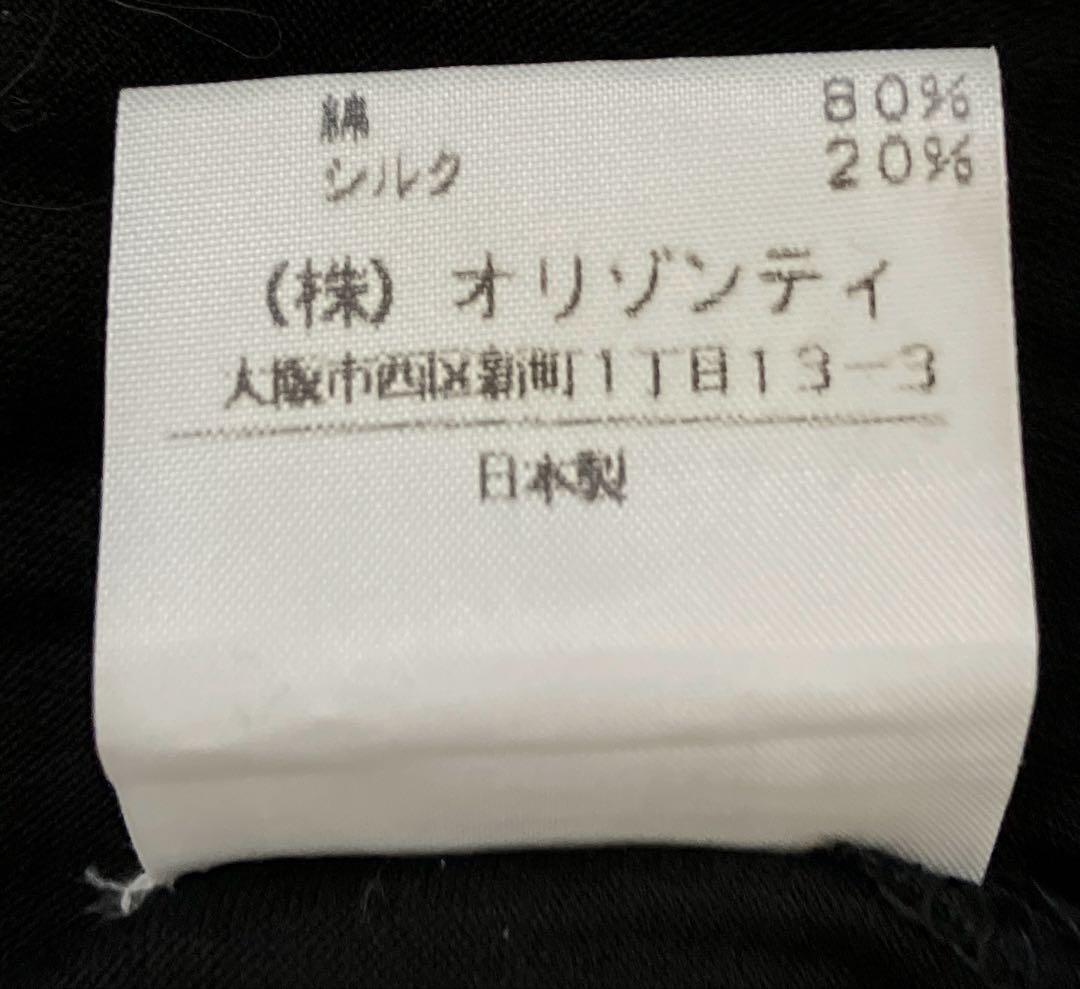 綿 80%
シルク 20%
(株) オリゾンティ
大阪市西区新町1丁目13-3
日本製